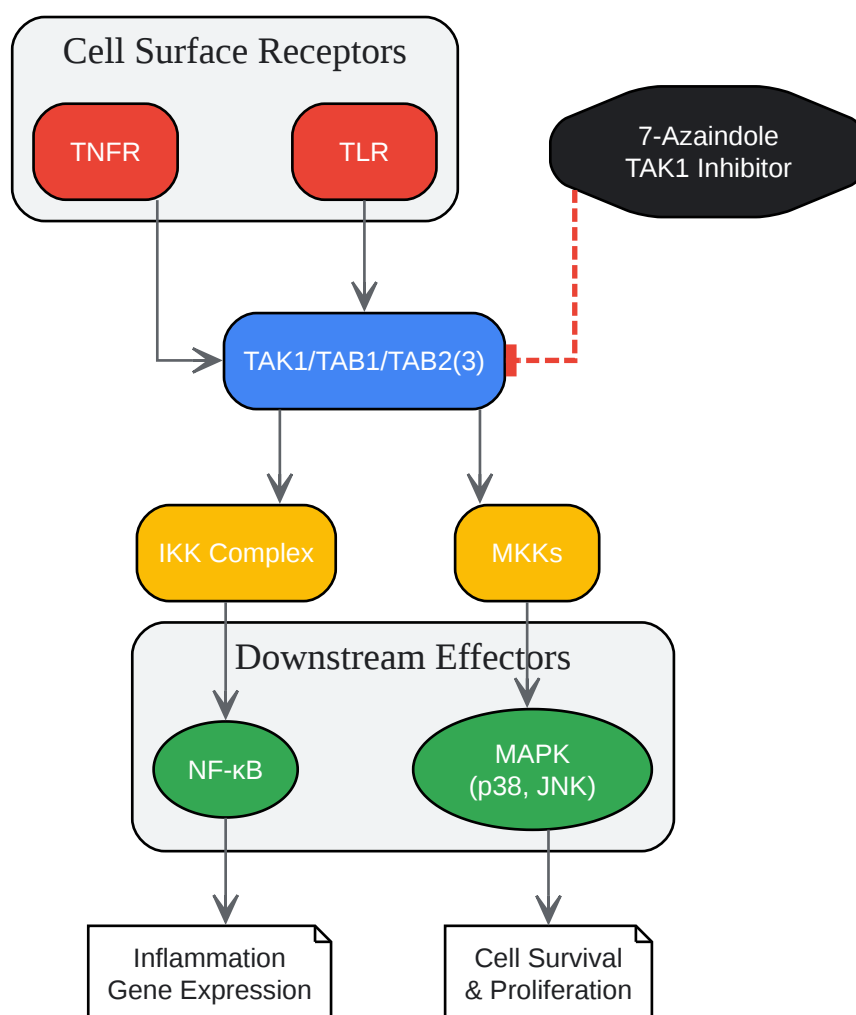 Cell Surface Receptors
TNFR
TLR
7-Azaindole
TAK1 Inhibitor
TAK1/TAB1/TAB2(3)
IKK Complex
MKKs
Downstream Effectors
NF-κB
MAPK
(p38, JNK)
Inflammation
Gene Expression
Cell Survival
& Proliferation